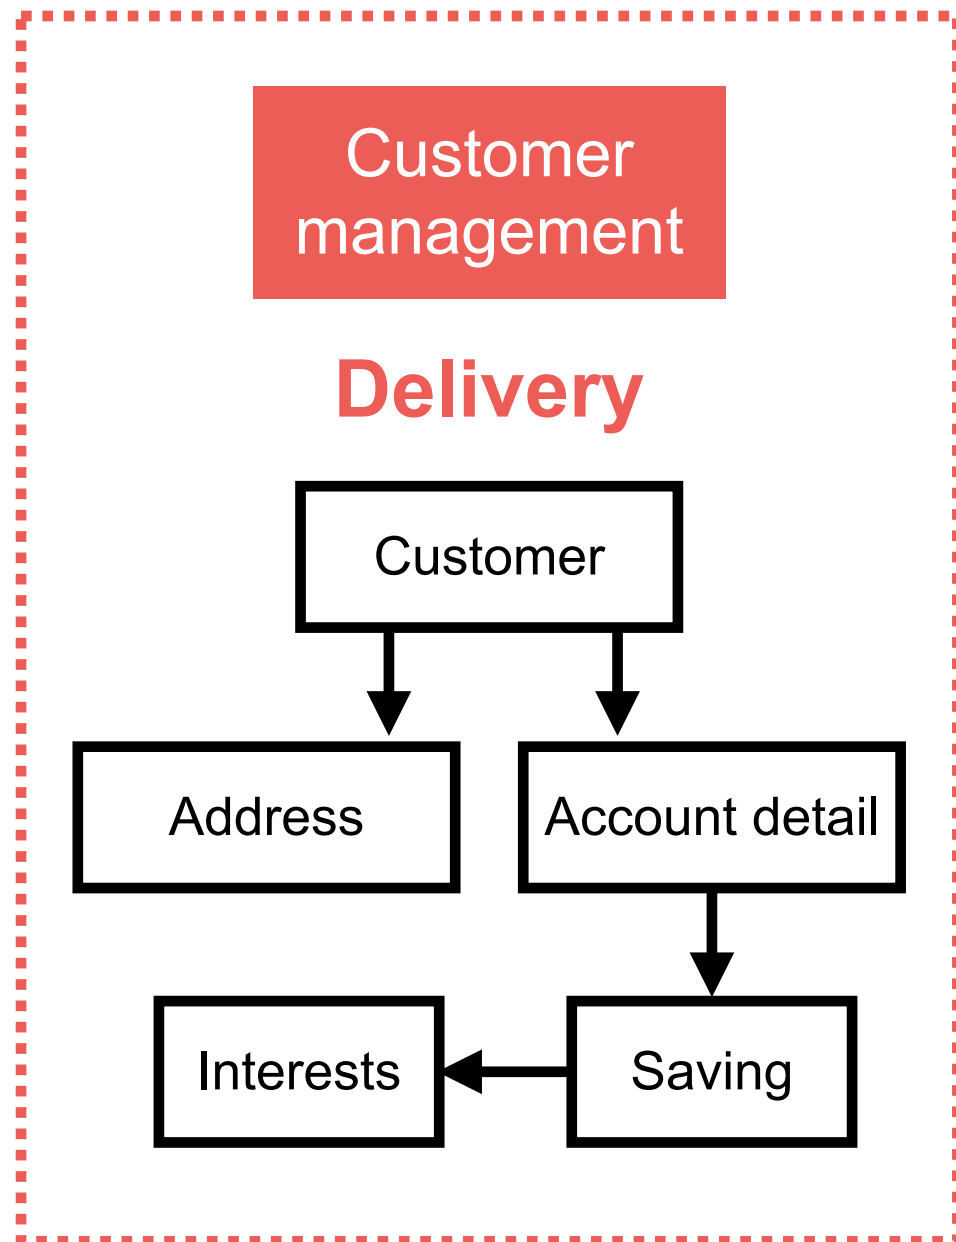 Customer
management
Delivery
Customer
Address
Account detail
Interests
Saving